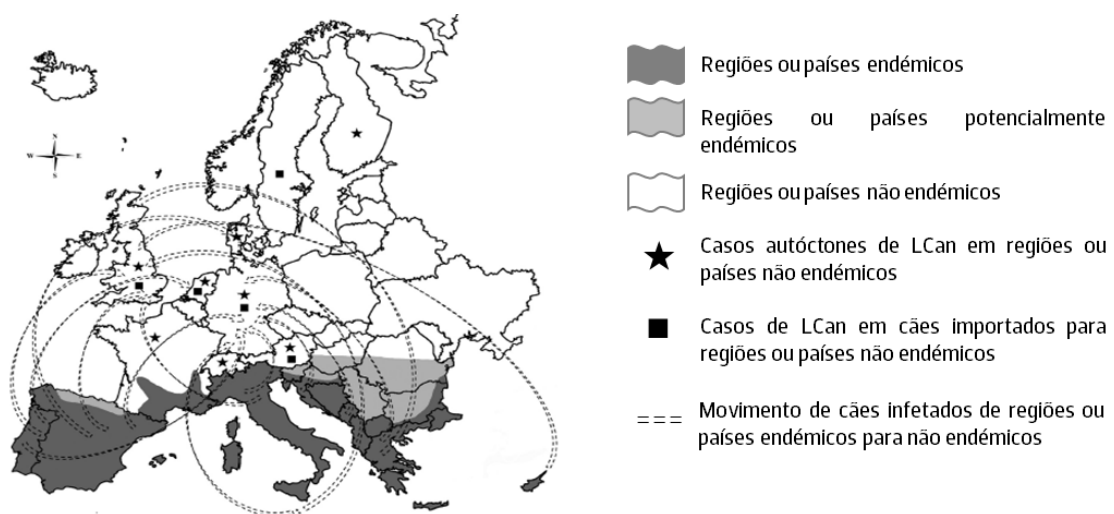 N
W E
S
Regiões ou países endémicos
Regiões ou países potencialmente
endémicos
Regiões ou países não endémicos
Casos autóctones de LCan em regiões ou
países não endémicos
Casos de LCan em cães importados para
regiões ou países não endémicos
Movimento de cães infetados de regiões ou
países endémicos para não endémicos